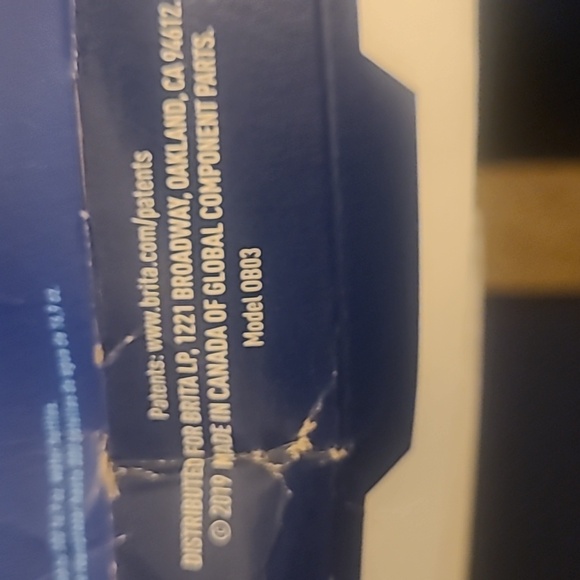 Patents: www.brita.com/patents
DISTRIBUTED FOR BRITA LP, 1221 BROADWAY, OAKLAND, CA 94612.
© 2019 MADE IN CANADA OF GLOBAL COMPONENT PARTS.
Model OB03